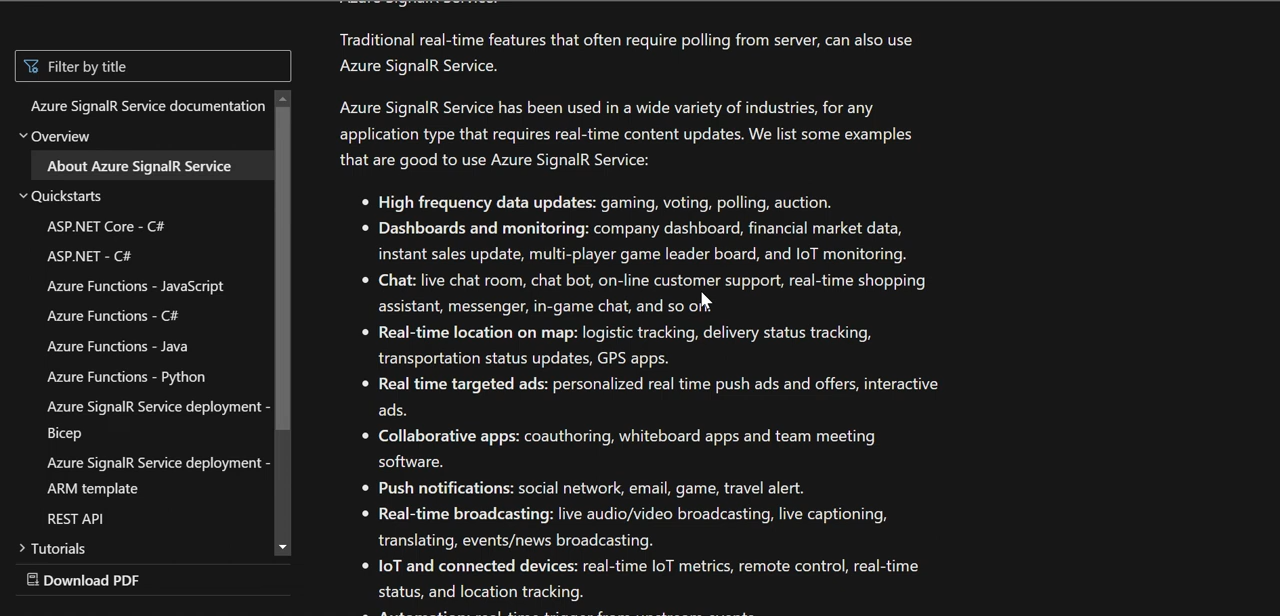 Azure SignalR Service.
Traditional real-time features that often require polling from server, can also use
Azure SignalR Service.
Azure SignalR Service has been used in a wide variety of industries, for any
application type that requires real-time content updates. We list some examples
that are good to use Azure SignalR Service:
• High frequency data updates: gaming, voting, polling, auction.
• Dashboards and monitoring: company dashboard, financial market data,
instant sales update, multi-player game leader board, and IoT monitoring.
• Chat: live chat room, chat bot, on-line customer support, real-time shopping
assistant, messenger, in-game chat, and so on.
• Real-time location on map: logistic tracking, delivery status tracking,
transportation status updates, GPS apps.
• Real time targeted ads: personalized real time push ads and offers, interactive
ads.
• Collaborative apps: coauthoring, whiteboard apps and team meeting
software.
• Push notifications: social network, email, game, travel alert.
• Real-time broadcasting: live audio/video broadcasting, live captioning,
translating, events/news broadcasting.
• IoT and connected devices: real-time IoT metrics, remote control, real-time
status, and location tracking.
• Automation: real-time trigger from upstream events.
Filter by title
Azure SignalR Service documentation
Overview
About Azure SignalR Service
Quickstarts
ASP.NET Core - C#
ASP.NET - C#
Azure Functions - JavaScript
Azure Functions - C#
Azure Functions - Java
Azure Functions - Python
Azure SignalR Service deployment -
Bicep
Azure SignalR Service deployment -
ARM template
REST API
Tutorials
Download PDF